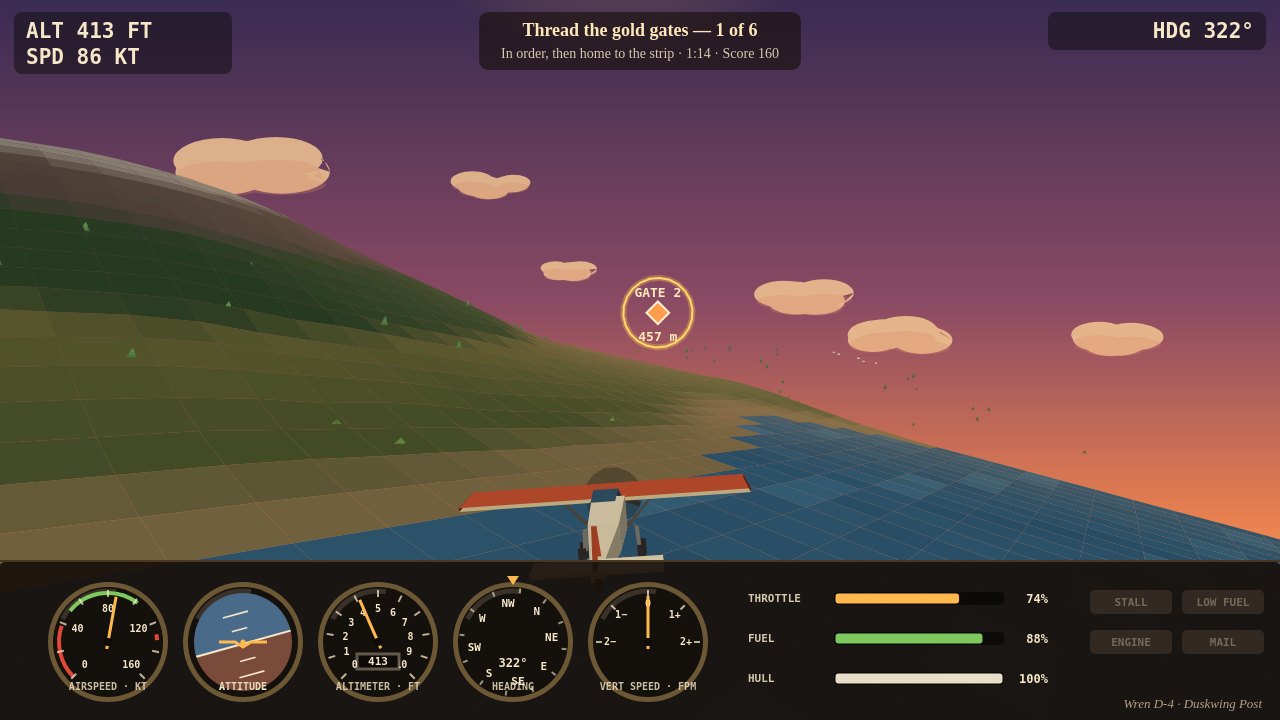 ALT 413 FT
SPD 86 KT
Thread the gold gates — 1 of 6
In order, then home to the strip · 1:14 · Score 160
HDG 322°
GATE 2
457 m
0
40
80
120
160
AIRSPEED · KT
ATTITUDE
0
1
2
3
4
5
6
7
8
9
413
ALTIMETER · FT
W
NW
N
NE
E
SE
S
SW
322°
HEADING
2−
1−
0
1+
2+
VERT SPEED · FPM
THROTTLE
74%
FUEL
88%
HULL
100%
STALL
LOW FUEL
ENGINE
MAIL
Wren D-4 · Duskwing Post